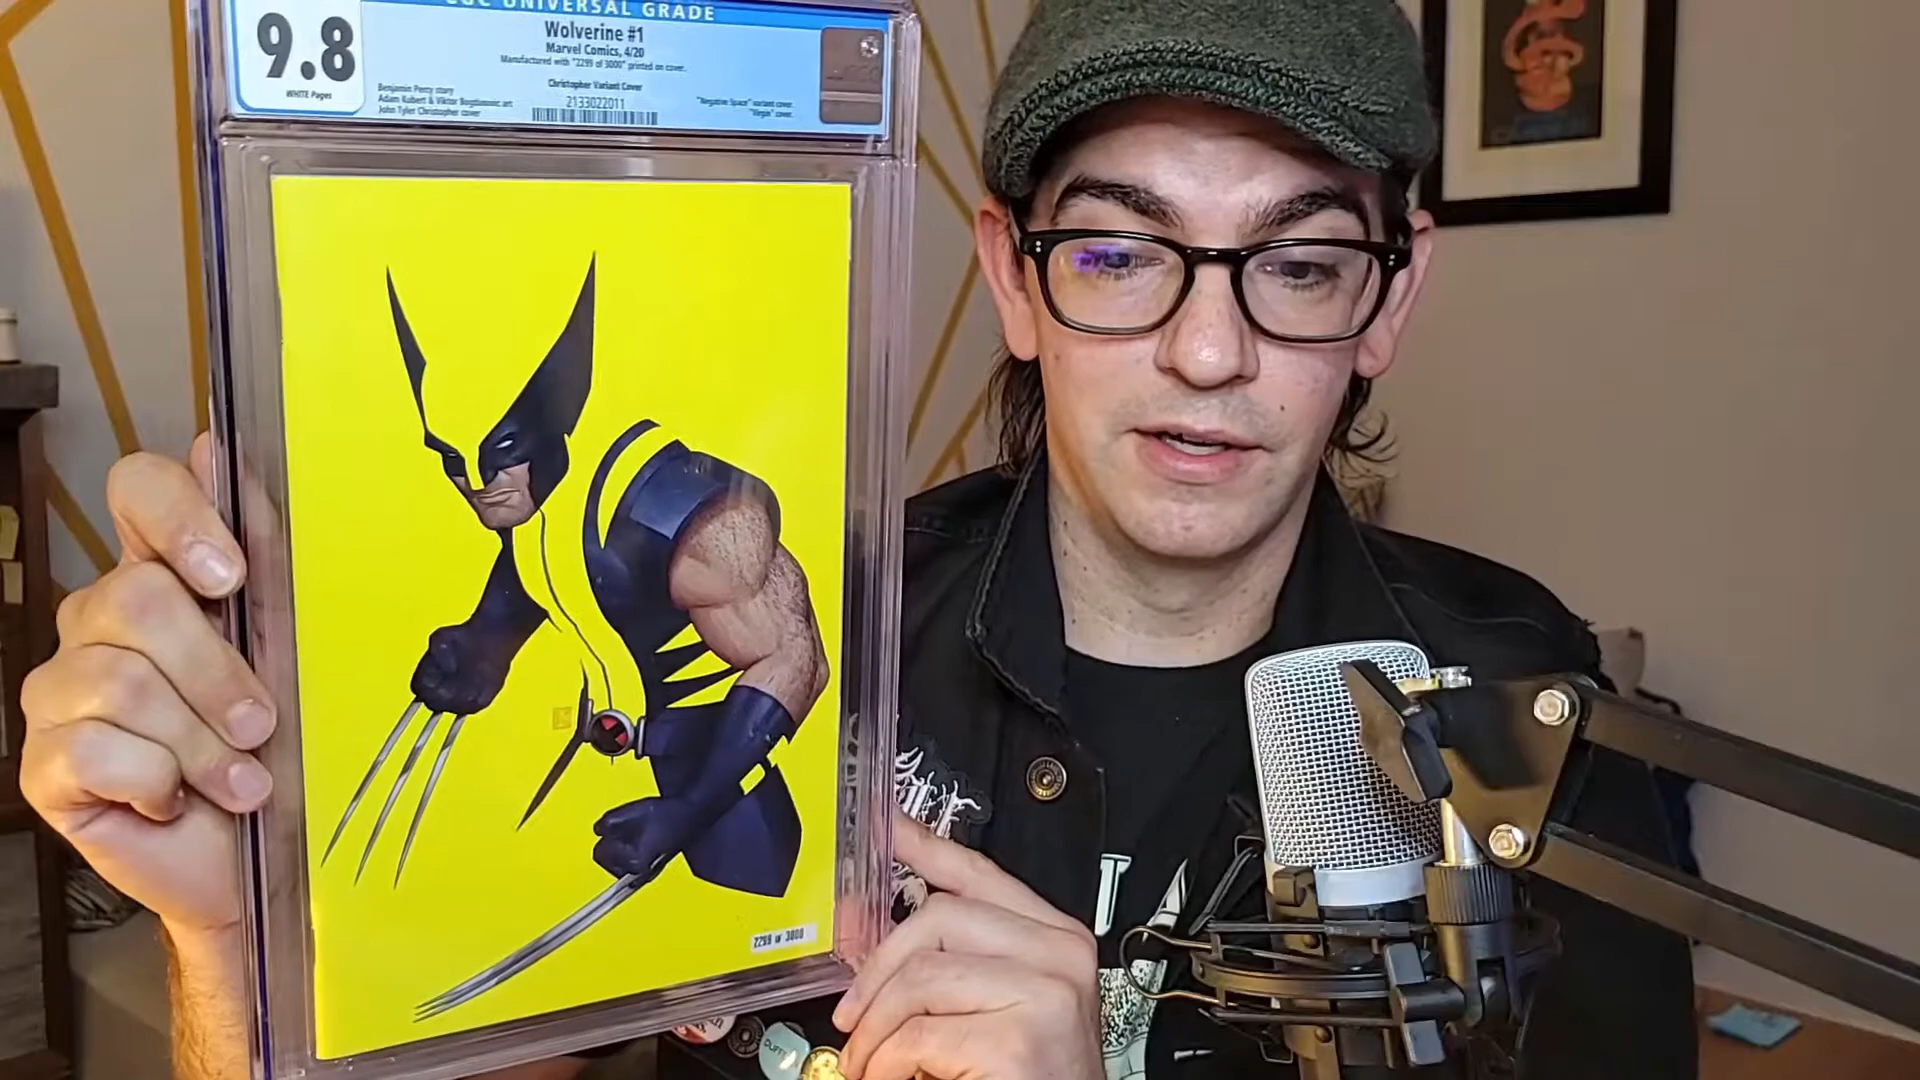 CGC UNIVERSAL GRADE
9.8
WHITE Pages
Wolverine #1
Marvel Comics, 4/20
Manufactured with "2299 of 3000" printed on cover.
Christopher Variant Cover
Benjamin Percy story
Adam Kubert & Viktor Bogdanovic art
John Tyler Christopher cover
2133022011
"Negative Space" variant cover.
"Virgin" cover.
2299 OF 3000